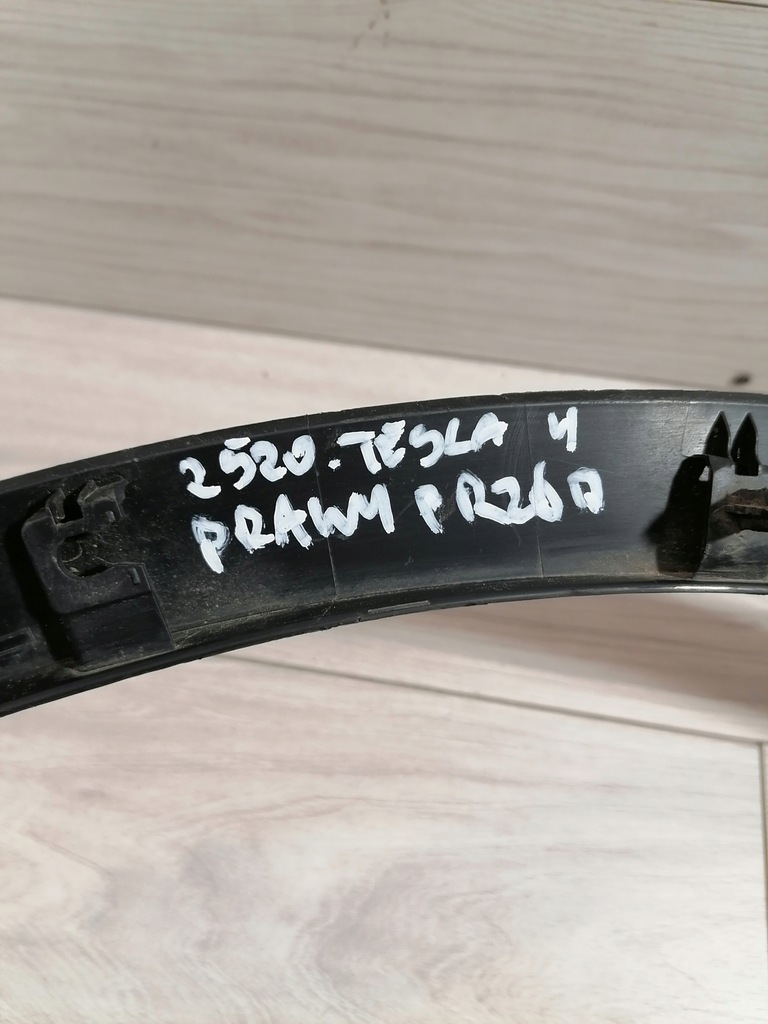 2520. TESLA Y
PRAWY PRZÓD